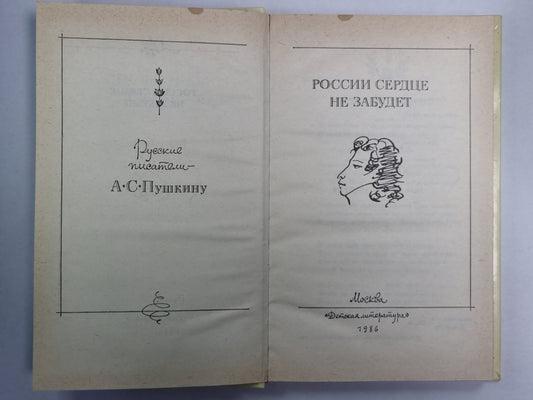 Русские
писатели —
А·С·Пушкину
РОССИИ СЕРДЦЕ
НЕ ЗАБУДЕТ
Москва
«Детская литература»
1986